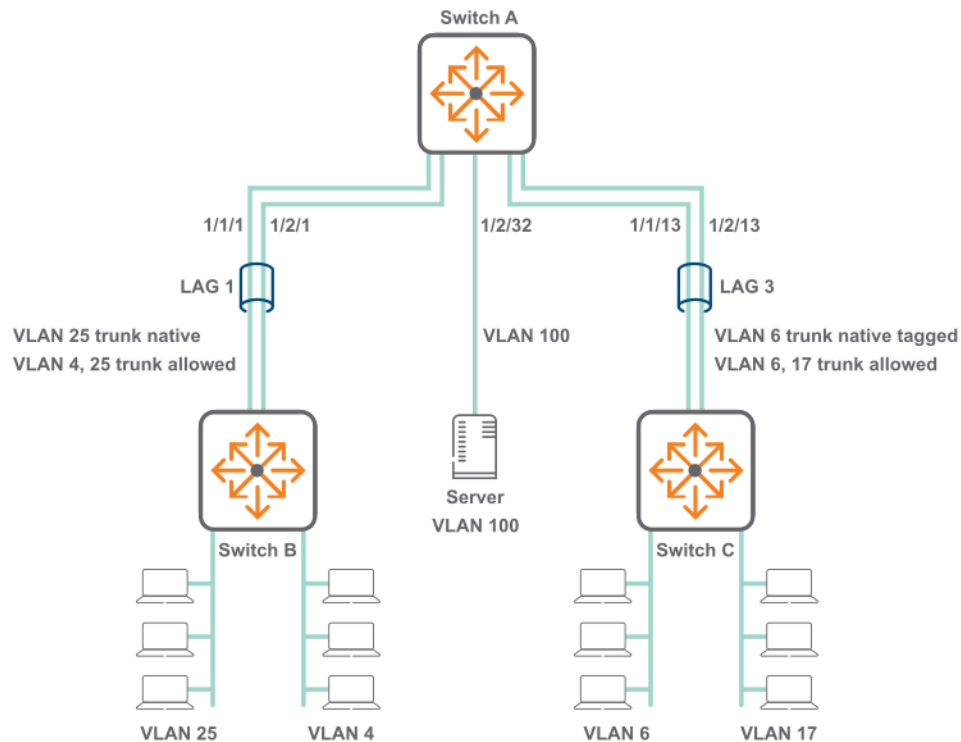 Switch A
1/1/1
1/2/1
1/2/32
1/1/13
1/2/13
LAG 1
LAG 3
VLAN 25 trunk native
VLAN 4, 25 trunk allowed
VLAN 100
VLAN 6 trunk native tagged
VLAN 6, 17 trunk allowed
Server
VLAN 100
Switch B
Switch C
VLAN 25
VLAN 4
VLAN 6
VLAN 17